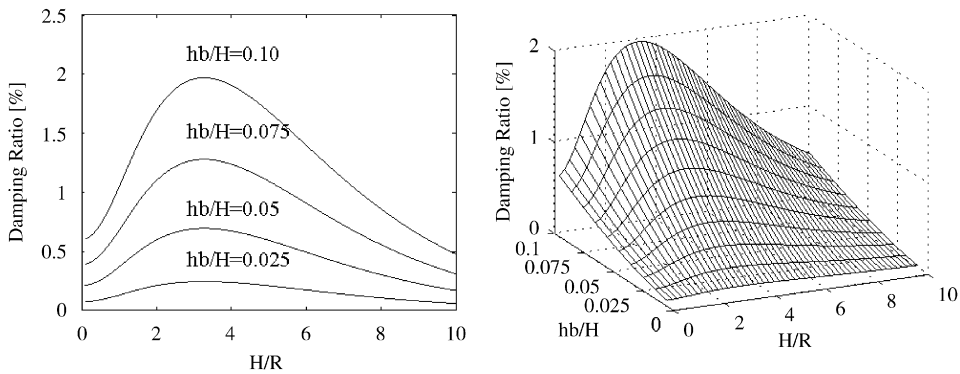 2.5
2
1.5
1
0.5
0
Damping Ratio [%]
hb/H=0.10
hb/H=0.075
hb/H=0.05
hb/H=0.025
0 2 4 6 8 10
H/R
2
1
0
Damping Ratio [%]
0.1
0.075
0.05
0.025
0
hb/H
0 2 4 6 8 10
H/R